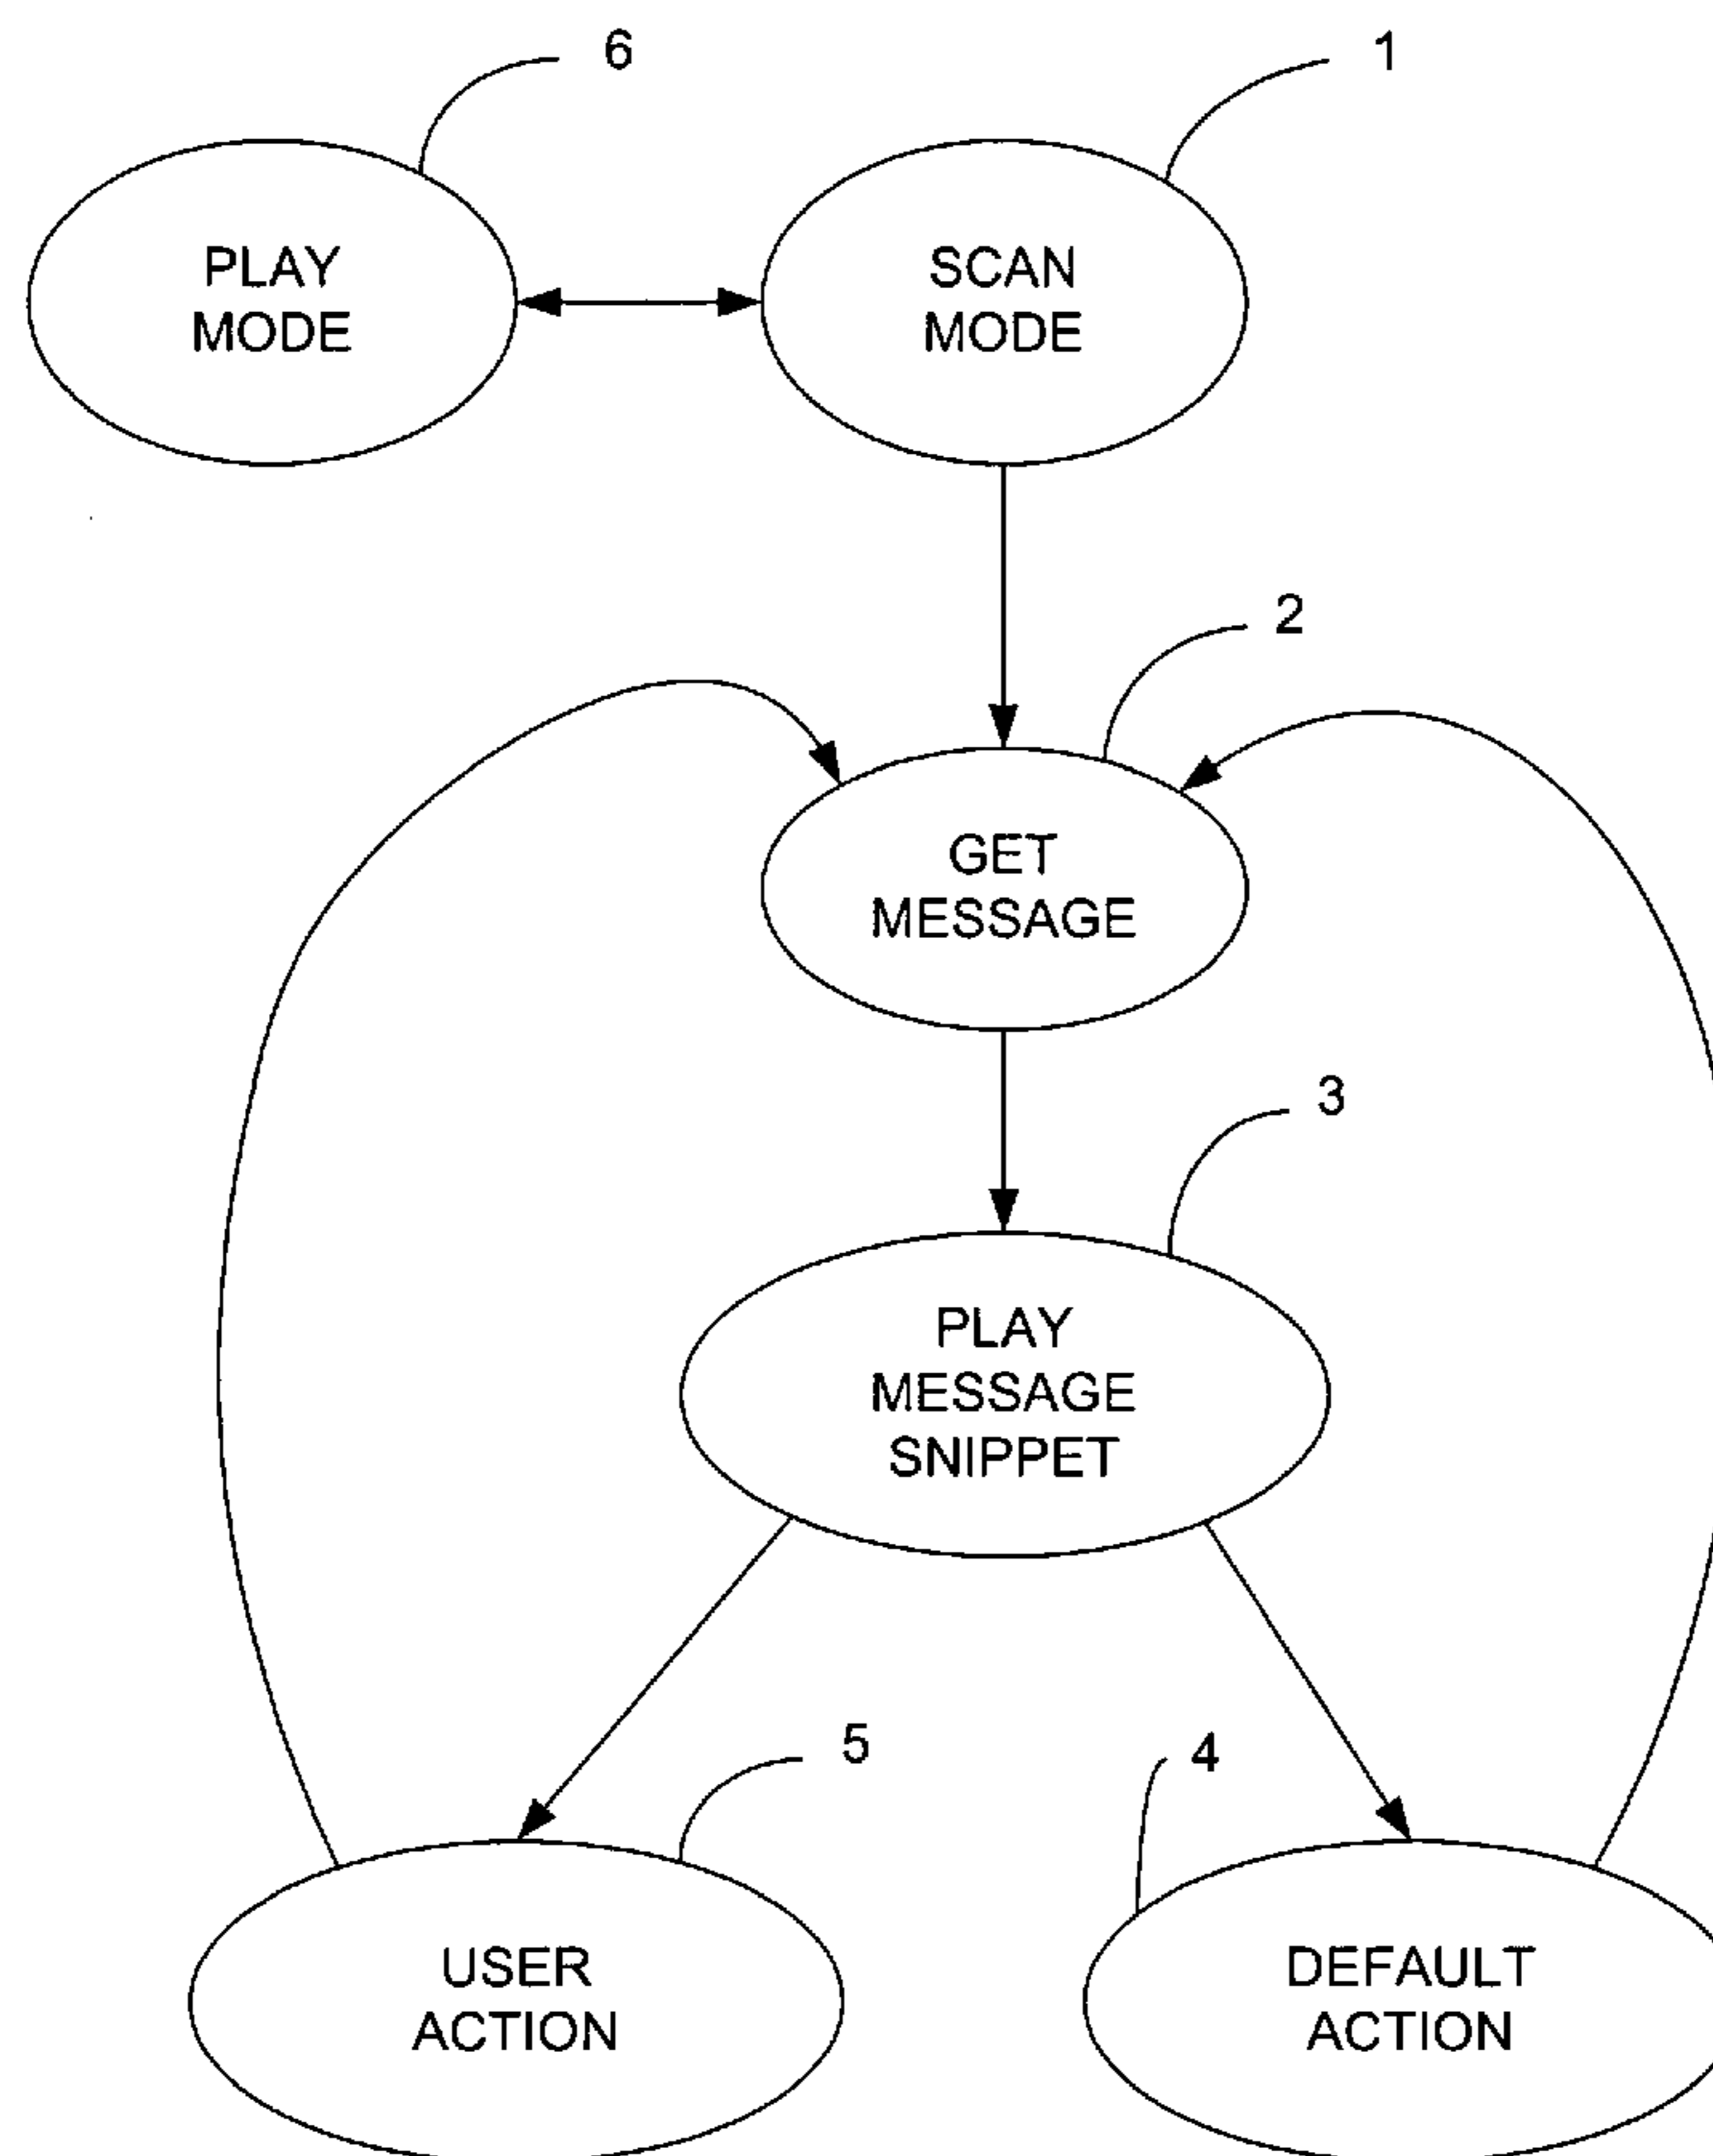 6
1
PLAY
MODE
SCAN
MODE
2
GET
MESSAGE
3
PLAY
MESSAGE
SNIPPET
5
4
USER
ACTION
DEFAULT
ACTION